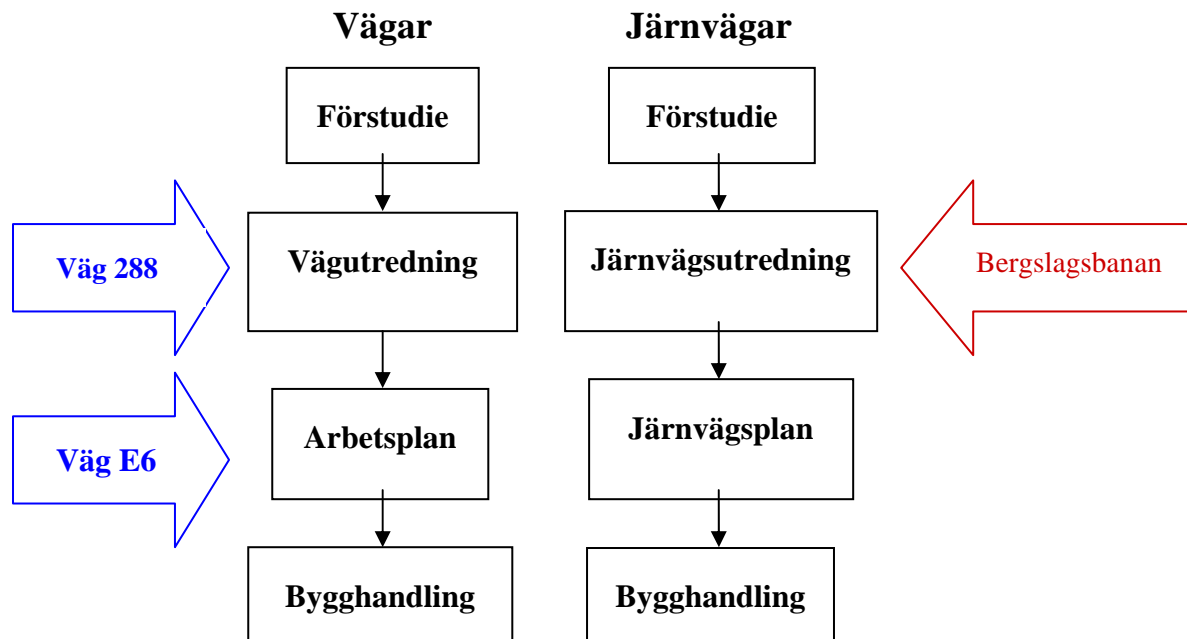 Vägar Järnvägar
Förstudie Förstudie
Väg 288 Vägutredning Järnvägsutredning Bergslagsbanan
Väg E6 Arbetsplan Järnvägsplan
Bygghandling Bygghandling